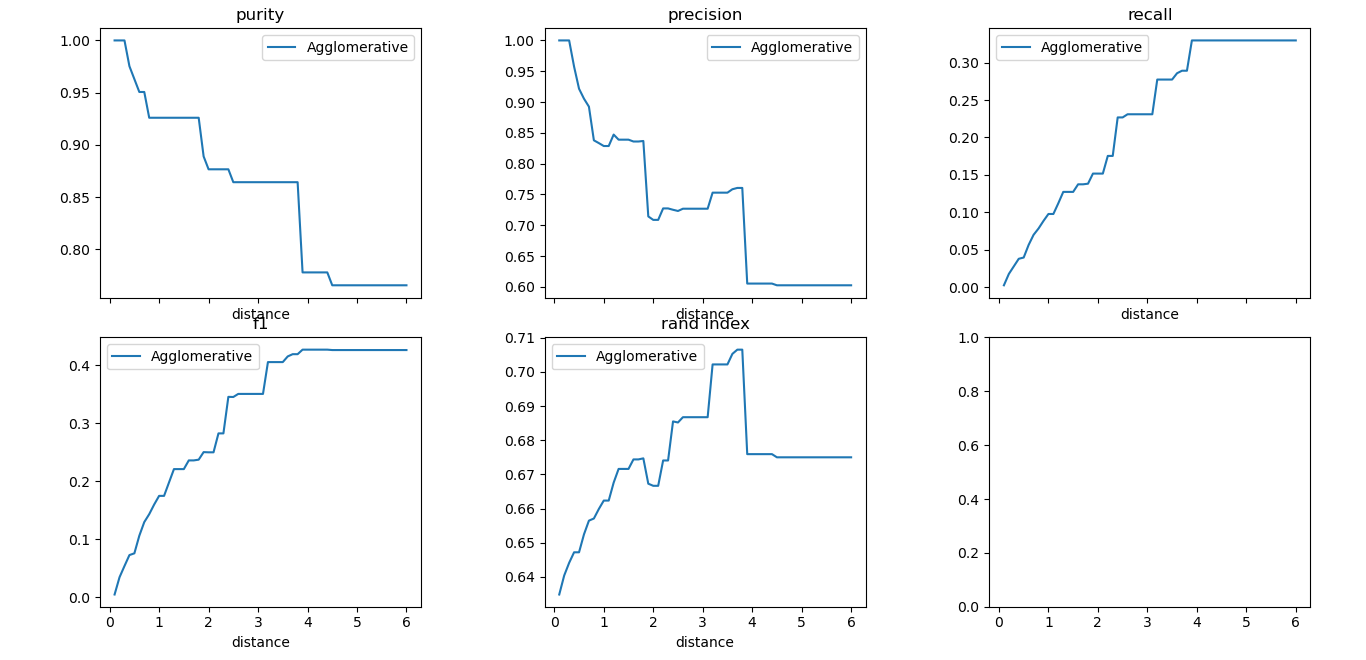 purity
1.00
0.95
0.90
0.85
0.80
Agglomerative
distance
precision
1.00
0.95
0.90
0.85
0.80
0.75
0.70
0.65
0.60
Agglomerative
distance
recall
0.30
0.25
0.20
0.15
0.10
0.05
0.00
Agglomerative
distance
f1
0.4
0.3
0.2
0.1
0.0
Agglomerative
0 1 2 3 4 5 6
distance
rand index
0.71
0.70
0.69
0.68
0.67
0.66
0.65
0.64
Agglomerative
0 1 2 3 4 5 6
distance
1.0
0.8
0.6
0.4
0.2
0.0
0 1 2 3 4 5 6